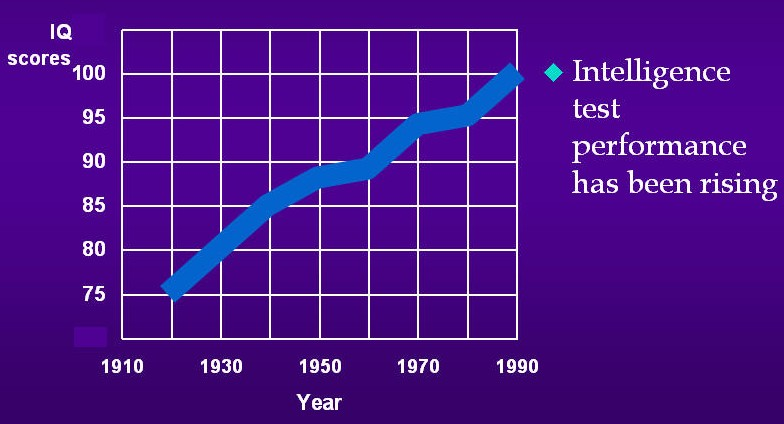 IQ
scores
100
95
90
85
80
75
1910 1930 1950 1970 1990
Year
Intelligence
test
performance
has been rising